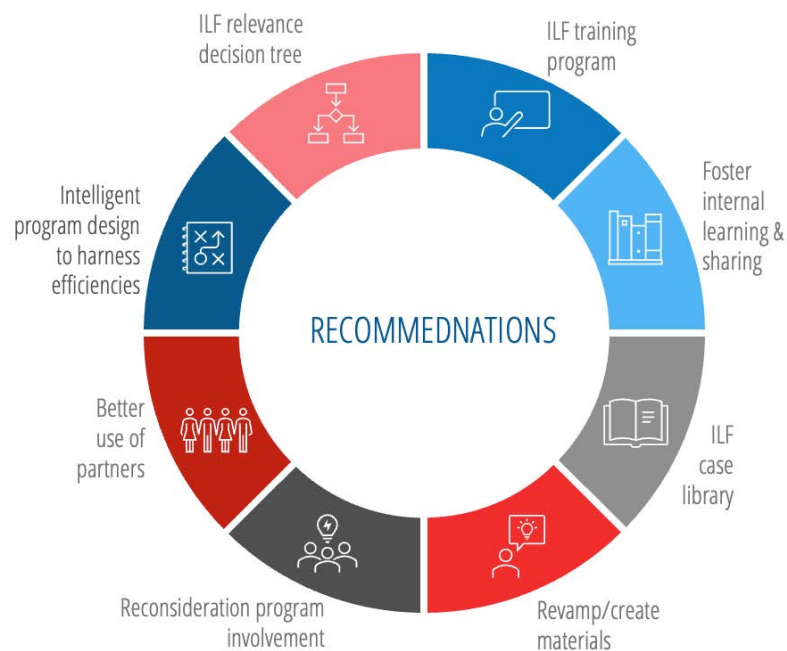 ILF relevance
decision tree
ILF training
program
Foster
internal
learning &
sharing
ILF
case
library
Revamp/create
materials
Reconsideration program
involvement
Better
use of
partners
Intelligent
program design
to harness
efficiencies
RECOMMEDNATIONS